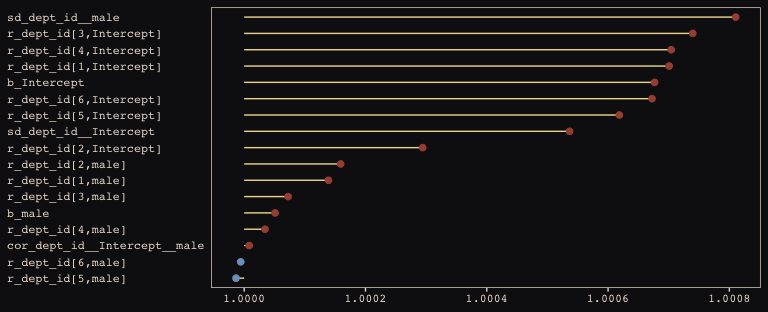 sd_dept_id__male
r_dept_id[3,Intercept]
r_dept_id[4,Intercept]
r_dept_id[1,Intercept]
b_Intercept
r_dept_id[6,Intercept]
r_dept_id[5,Intercept]
sd_dept_id__Intercept
r_dept_id[2,Intercept]
r_dept_id[2,male]
r_dept_id[1,male]
r_dept_id[3,male]
b_male
r_dept_id[4,male]
cor_dept_id__Intercept__male
r_dept_id[6,male]
r_dept_id[5,male]
1.0000 1.0002 1.0004 1.0006 1.0008